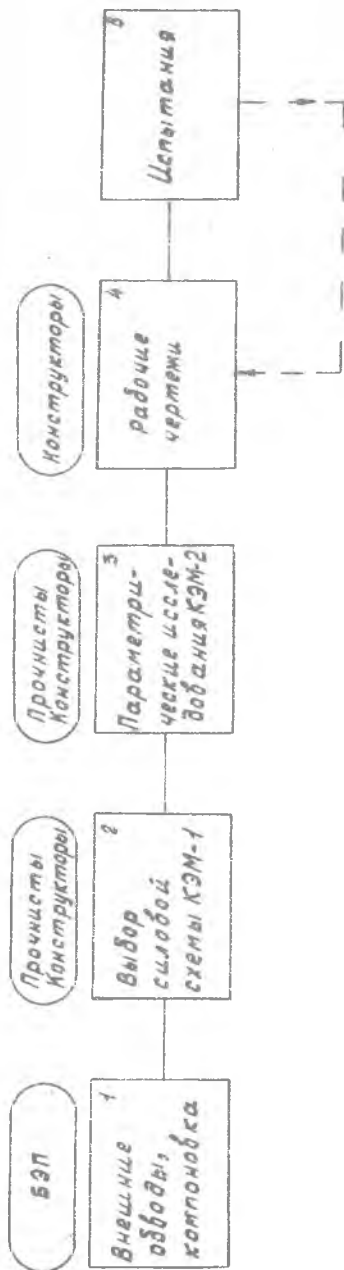 БЭП
1
Внешние
обводы,
компоновка
Прочнисты
Конструкторы
2
Выбор
силовой
схемы КЭМ-1
Прочнисты
Конструкторы
3
Параметри-
ческие иссле-
дования КЭМ-2
Конструкторы
4
рабочие
чертежи
5
Испытания